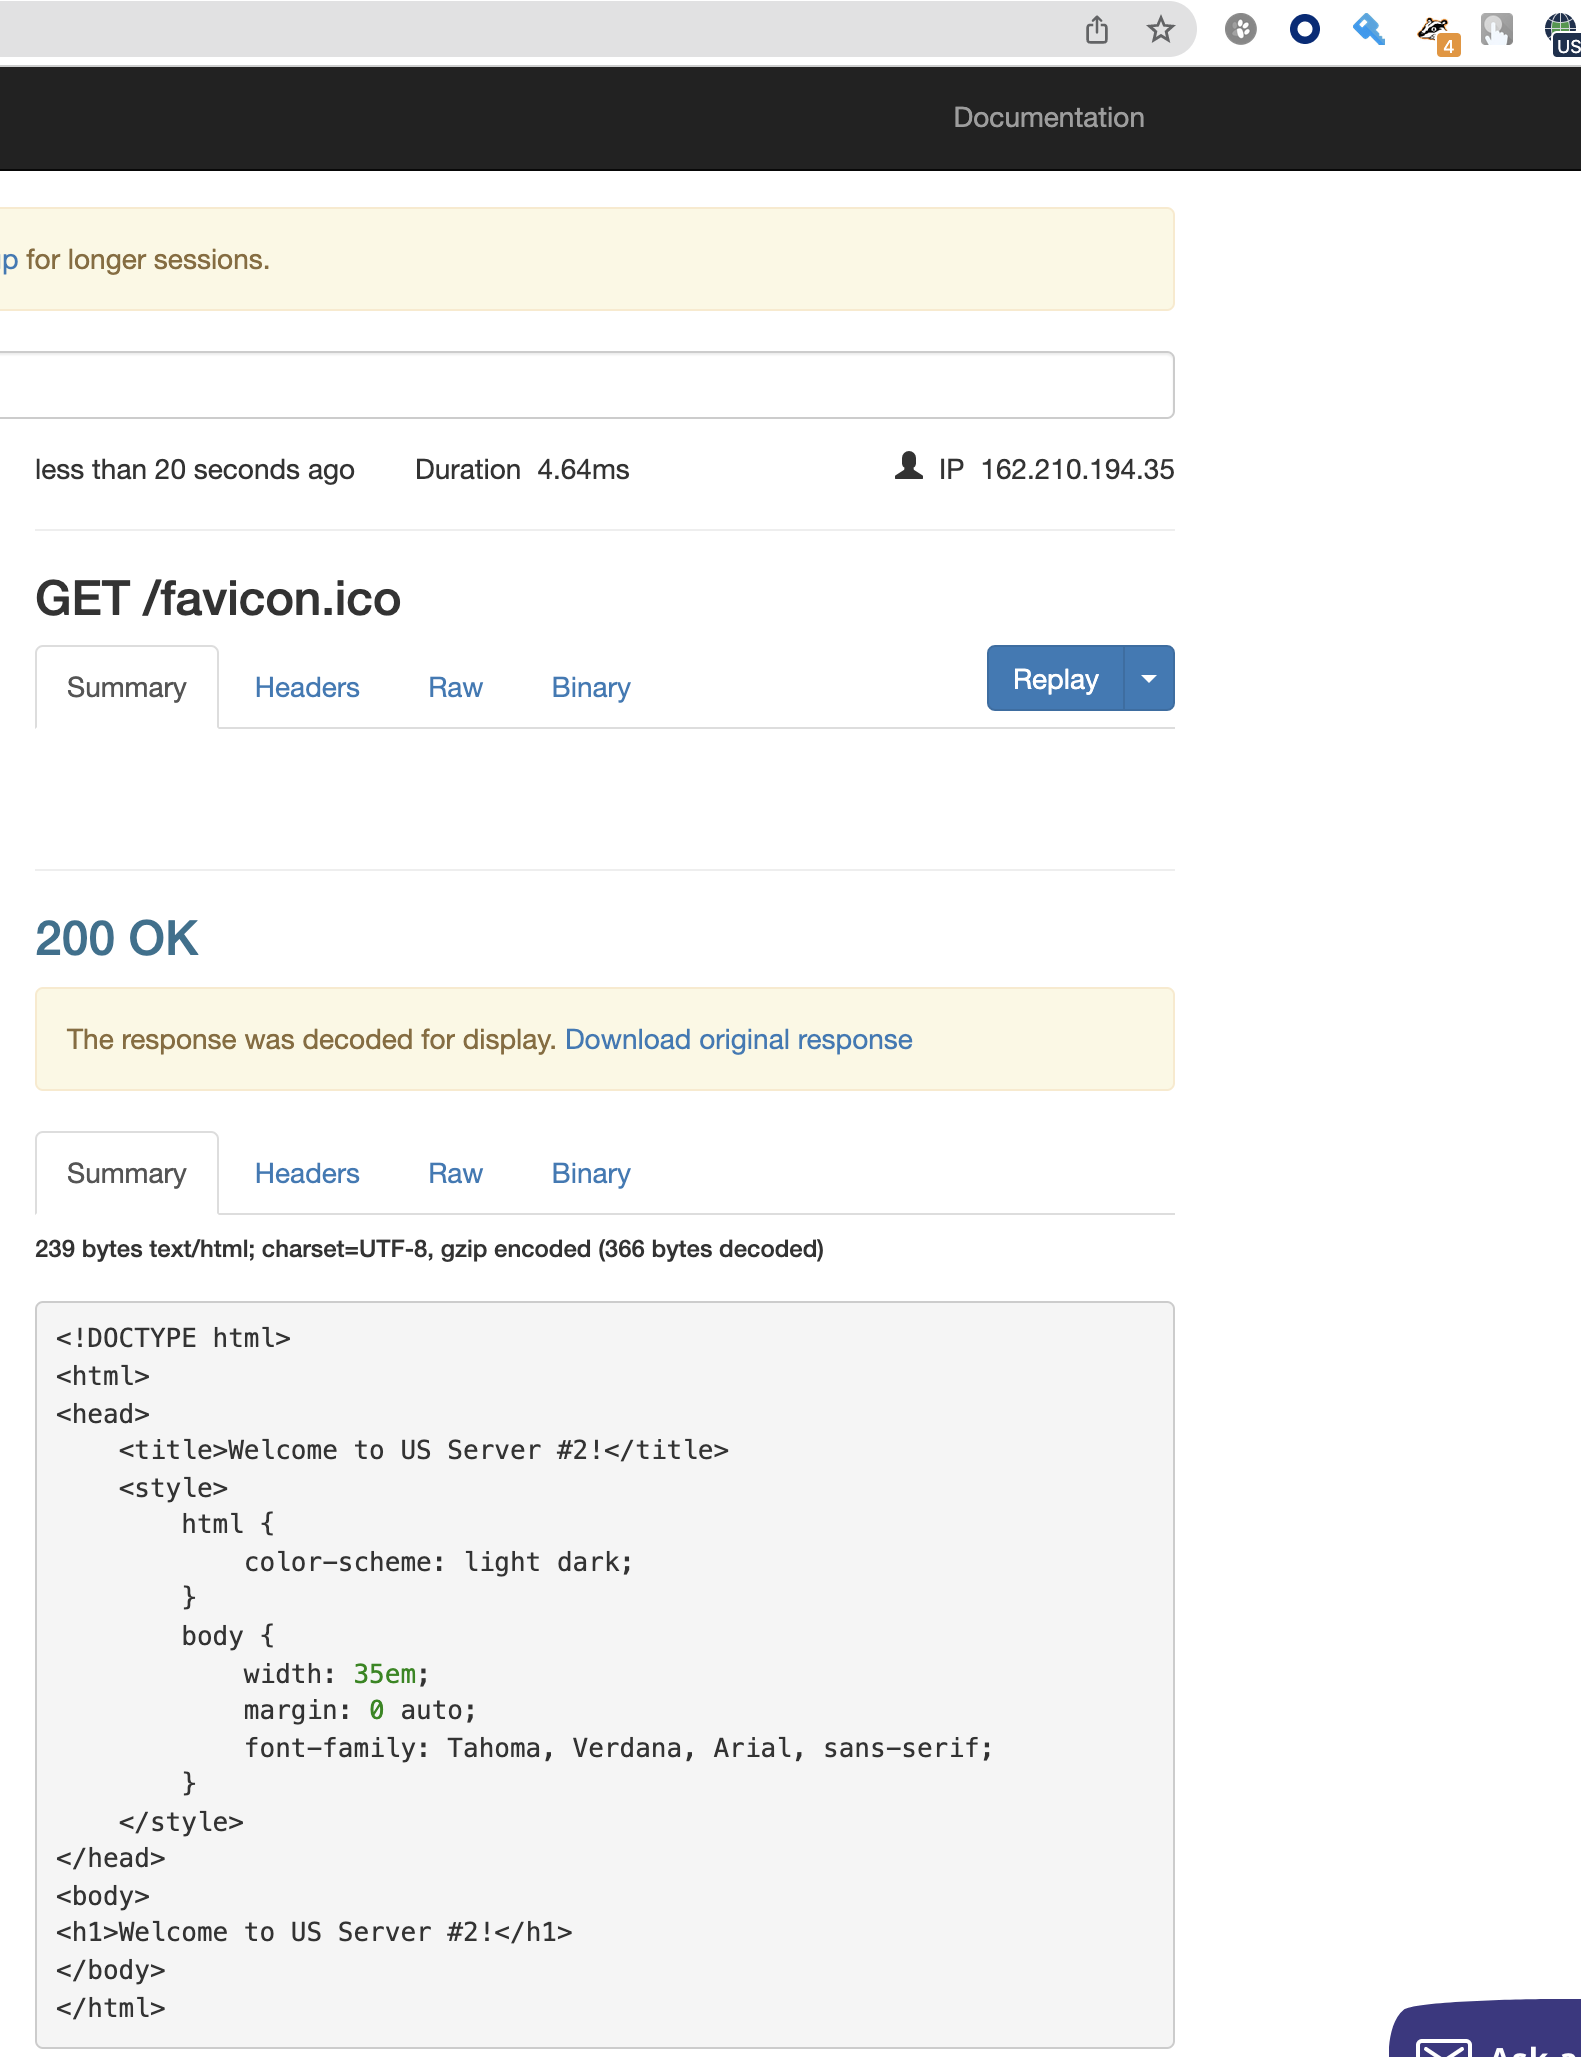 4
US
Documentation
p for longer sessions.
less than 20 seconds ago Duration 4.64ms IP 162.210.194.35
GET /favicon.ico
Summary Headers Raw Binary Replay
200 OK
The response was decoded for display. Download original response
Summary Headers Raw Binary
239 bytes text/html; charset=UTF-8, gzip encoded (366 bytes decoded)
<!DOCTYPE html>
<html>
<head>
    <title>Welcome to US Server #2!</title>
    <style>
        html {
            color-scheme: light dark;
        }
        body {
            width: 35em;
            margin: 0 auto;
            font-family: Tahoma, Verdana, Arial, sans-serif;
        }
    </style>
</head>
<body>
<h1>Welcome to US Server #2!</h1>
</body>
</html>
Ask a